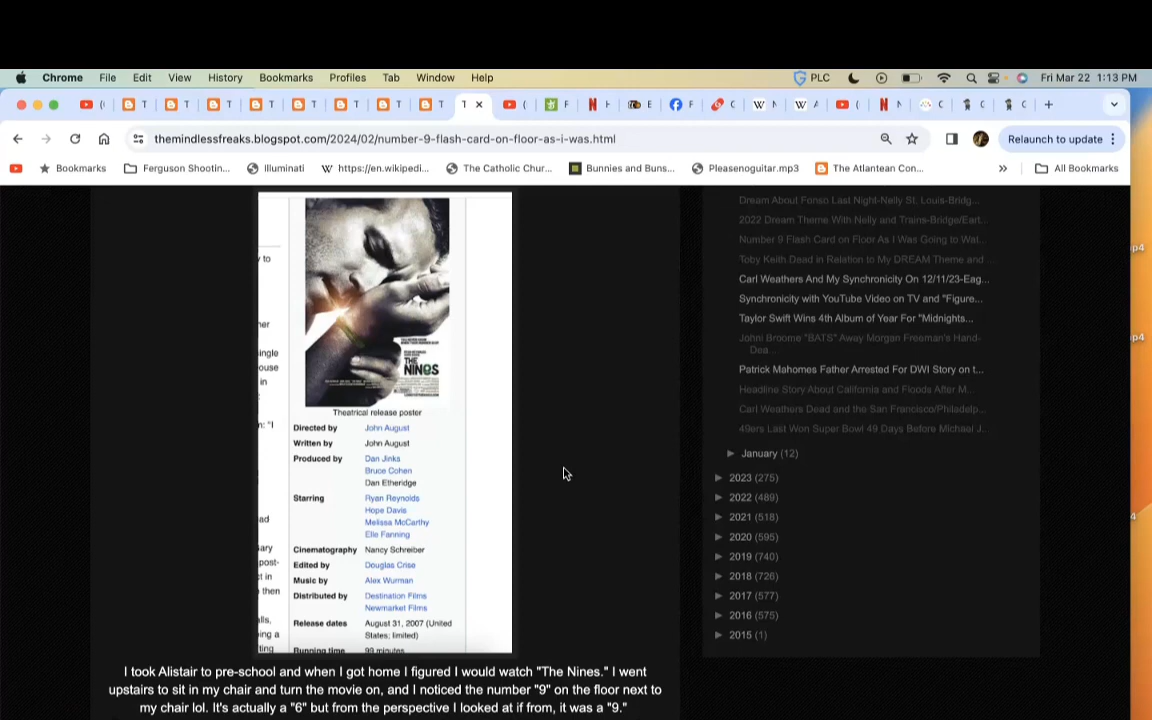 Chrome File Edit View History Bookmarks Profiles Tab Window Help PLC Fri Mar 22 1:13 PM
themindlessfreaks.blogspot.com/2024/02/number-9-flash-card-on-floor-as-i-was.html Relaunch to update
Bookmarks Ferguson Shootin... Illuminati https://en.wikipedi... The Catholic Chur... Bunnies and Buns... Pleasenoguitar.mp3 The Atlantean Con... » All Bookmarks
THE
NINES
Theatrical release poster
Directed by John August
Written by John August
Produced by Dan Jinks
Bruce Cohen
Dan Etheridge
Starring Ryan Reynolds
Hope Davis
Melissa McCarthy
Elle Fanning
Cinematography Nancy Schreiber
Edited by Douglas Crise
Music by Alex Wurman
Distributed by Destination Films
Newmarket Films
Release dates August 31, 2007 (United
States; limited)
Running time 99 minutes
I took Alistair to pre-school and when I got home I figured I would watch "The Nines." I went
upstairs to sit in my chair and turn the movie on, and I noticed the number "9" on the floor next to
my chair lol. It's actually a "6" but from the perspective I looked at if from, it was a "9."
Dream About Fonso Last Night-Nelly St. Louis-Bridg...
2022 Dream Theme With Nelly and Trains-Bridge/Eart...
Number 9 Flash Card on Floor As I Was Going to Wat...
Toby Keith Dead in Relation to My DREAM Theme and ...
Carl Weathers And My Synchronicity On 12/11/23-Eag...
Synchronicity with YouTube Video on TV and "Figure...
Taylor Swift Wins 4th Album of Year For "Midnights...
John Broome "BATS" Away Morgan Freeman's Hand-
Dea...
Patrick Mahomes Father Arrested For DWI Story on t...
Headline Story About California and Floods After M...
Carl Weathers Dead and the San Francisco/Philadelp...
49ers Last Won Super Bowl 49 Days Before Michael J...
► January (12)
► 2023 (275)
► 2022 (489)
► 2021 (518)
► 2020 (595)
► 2019 (740)
► 2018 (726)
► 2017 (577)
► 2016 (575)
► 2015 (1)